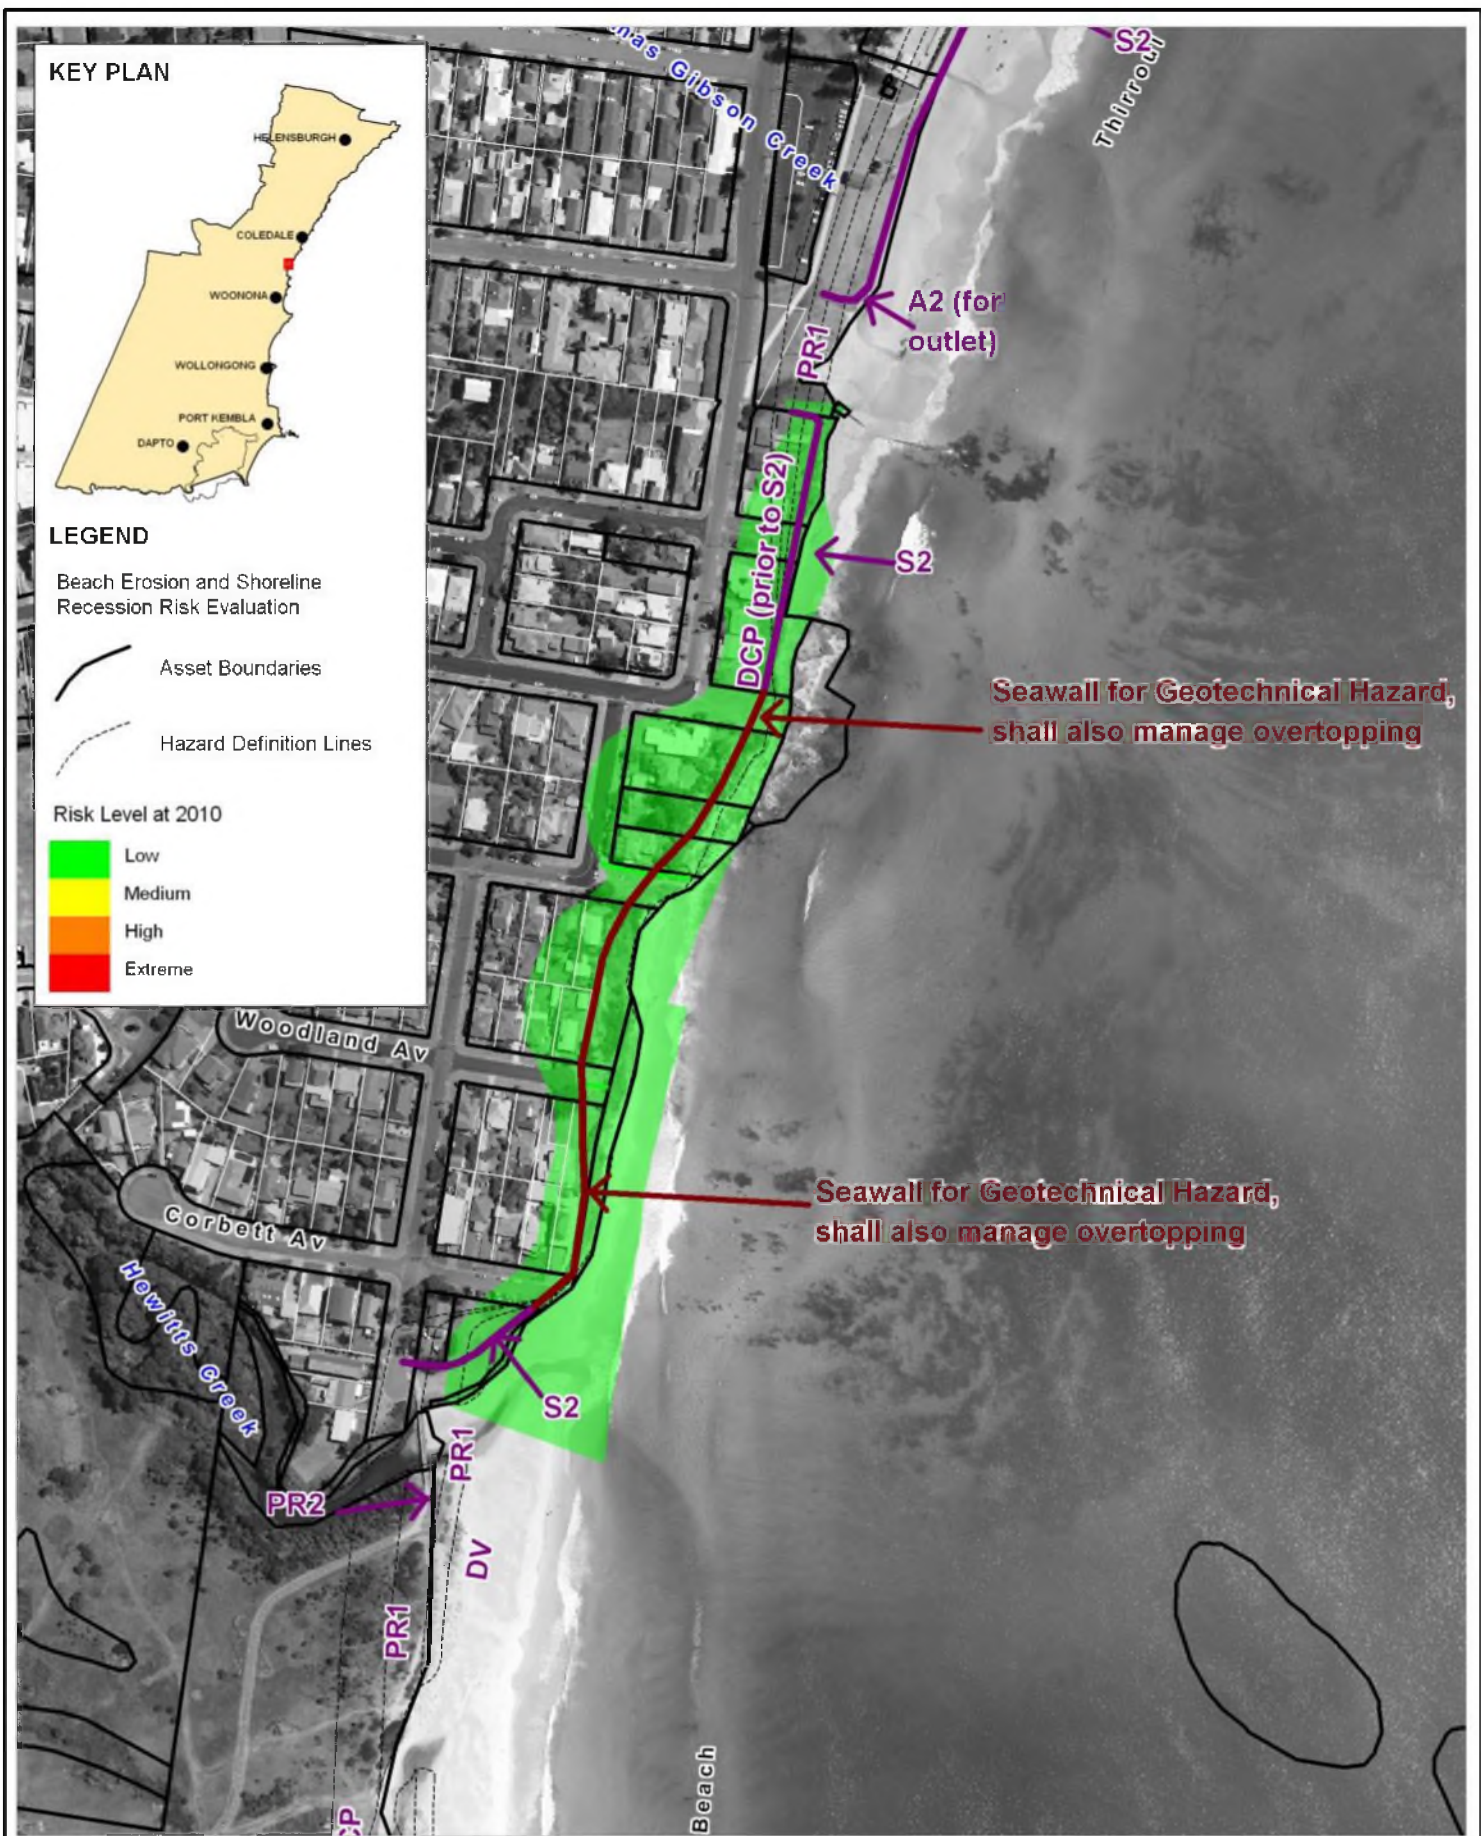 KEY PLAN
HELENSBURGH
COLEDALE
WOONONA
WOLLONGONG
PORT KEMBLA
DAPTO
LEGEND
Beach Erosion and Shoreline
Recession Risk Evaluation
Asset Boundaries
Hazard Definition Lines
Risk Level at 2010
Low
Medium
High
Extreme
Gibson Creek
S2
A2 (for
outlet)
PR1
DCP (prior to S2)
S2
Seawall for Geotechnical Hazard,
shall also manage overtopping
Woodland Av
Seawall for Geotechnical Hazard,
shall also manage overtopping
Corbett Av
Hewitts Creek
S2
PR1
PR2
DV
PR1
Beach